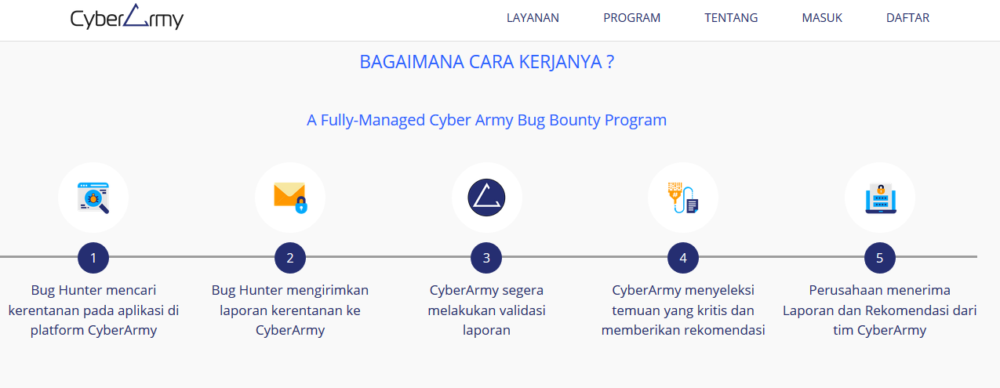 CyberArmy
LAYANAN
PROGRAM
TENTANG
MASUK
DAFTAR
BAGAIMANA CARA KERJANYA ?
A Fully-Managed Cyber Army Bug Bounty Program
1
Bug Hunter mencari
kerentanan pada aplikasi di
platform CyberArmy
2
Bug Hunter mengirimkan
laporan kerentanan ke
CyberArmy
3
CyberArmy segera
melakukan validasi
laporan
4
CyberArmy menyeleksi
temuan yang kritis dan
memberikan rekomendasi
5
Perusahaan menerima
Laporan dan Rekomendasi dari
tim CyberArmy